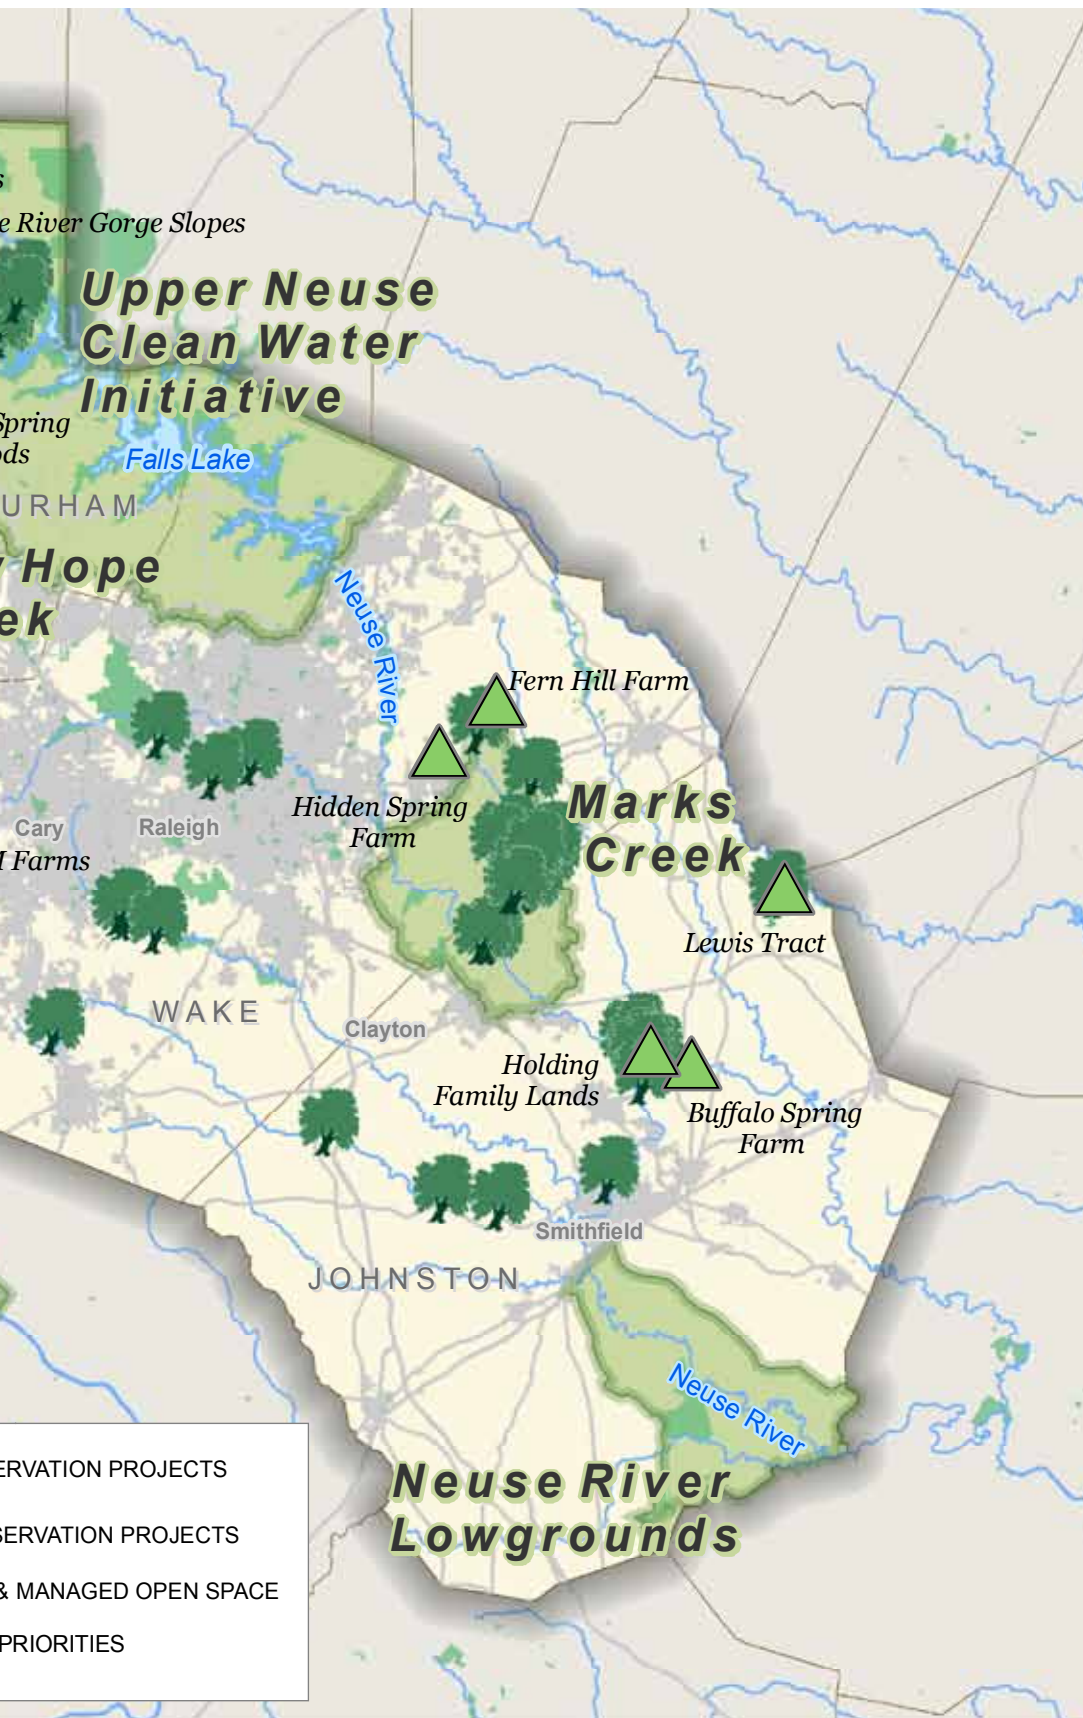 e River Gorge Slopes
Upper Neuse
Clean Water
Initiative
Spring
ods
Falls Lake
URHAM
Hope
ek
Neuse River
Fern Hill Farm
Hidden Spring
Farm
Marks
Creek
Cary
Raleigh
Farms
Lewis Tract
WAKE
Clayton
Holding
Family Lands
Buffalo Spring
Farm
Smithfield
JOHNSTON
Neuse River
Neuse River
Lowgrounds
ERVATION PROJECTS
SERVATION PROJECTS
& MANAGED OPEN SPACE
PRIORITIES